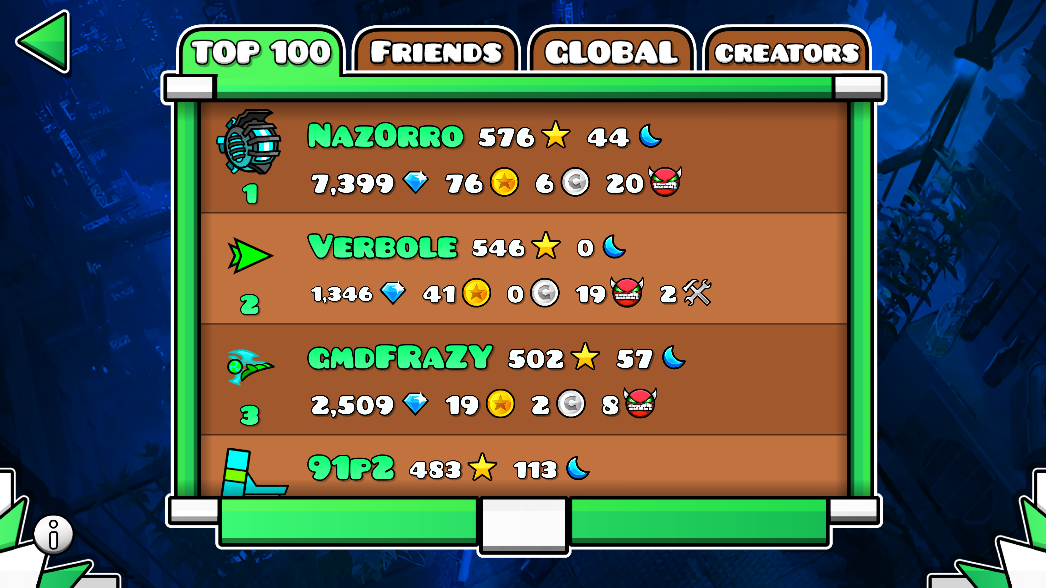 TOP 100 FRIENDS GLOBAL CREATORS
NAZ0RRO 576 44
1
7,399 76 6 20
VERBOLE 546 0
2
1,346 41 0 19 2
GMDFRAZY 502 57
3
2,509 19 2 8
91P2 483 113
i